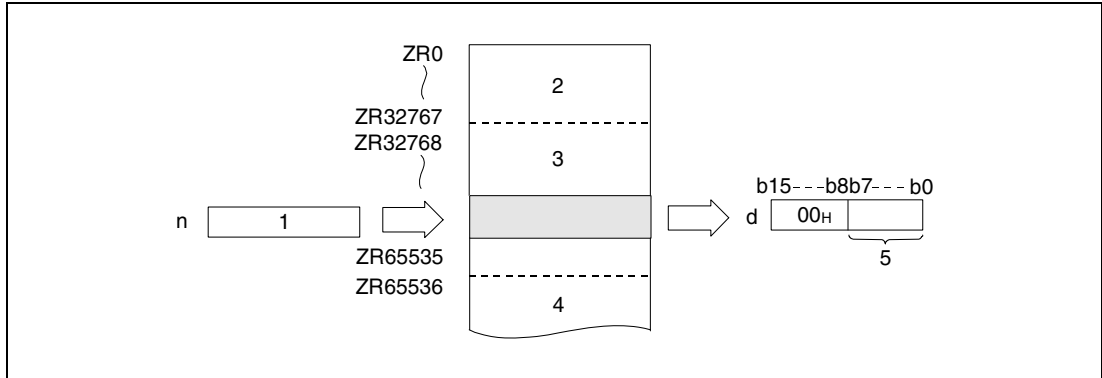 ZR0
2
ZR32767
ZR32768
3
b15---b8b7---- b0
n
1
d
00H
ZR65535
5
ZR65536
4